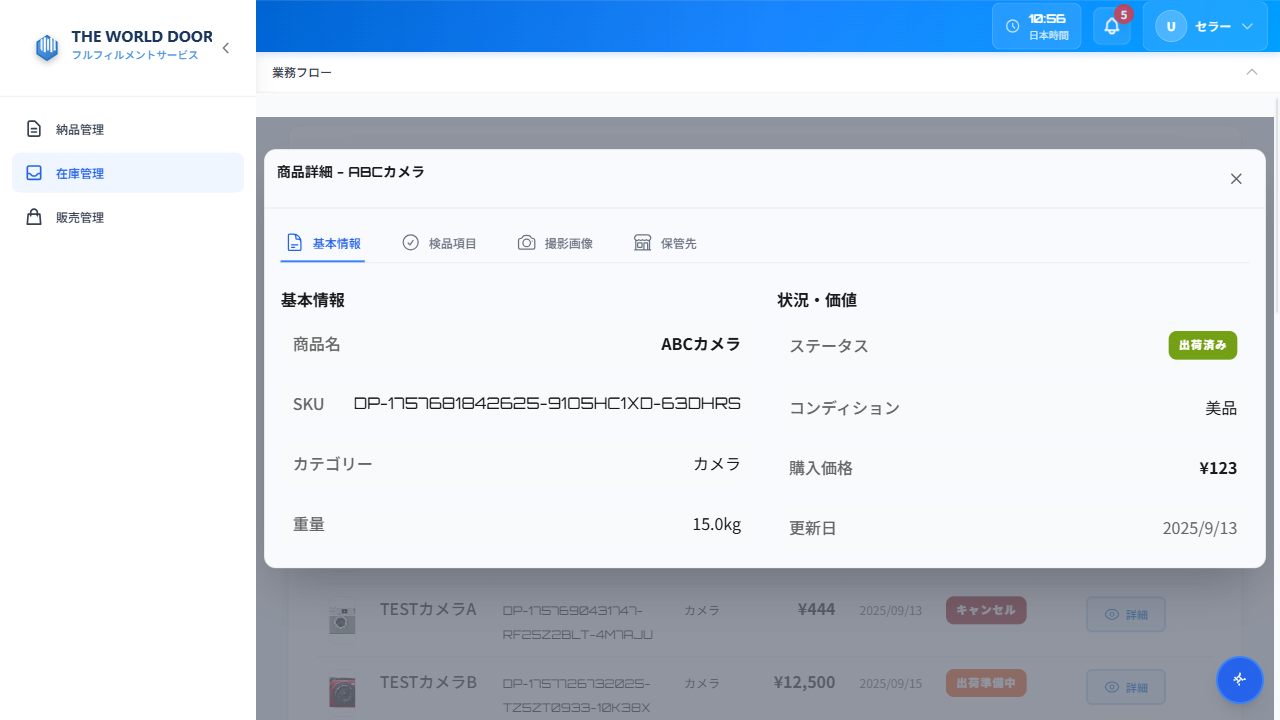 THE WORLD DOOR
フルフィルメントサービス
10:56
日本時間
5
U
セラー
業務フロー
納品管理
在庫管理
販売管理
商品詳細 - ABCカメラ
基本情報
検品項目
撮影画像
保管先
基本情報
商品名
ABCカメラ
SKU
DP-1757681842625-9105HC1XD-63DHRS
カテゴリー
カメラ
重量
15.0kg
状況・価値
ステータス
出荷済み
コンディション
美品
購入価格
¥123
更新日
2025/9/13
TESTカメラA
DP-1757690431747-
RF25Z2BLT-4M7AJU
カメラ
¥444
2025/09/13
キャンセル
詳細
TESTカメラB
DP-1757726732025-
TZSZT0933-10K38X
カメラ
¥12,500
2025/09/15
出荷準備中
詳細